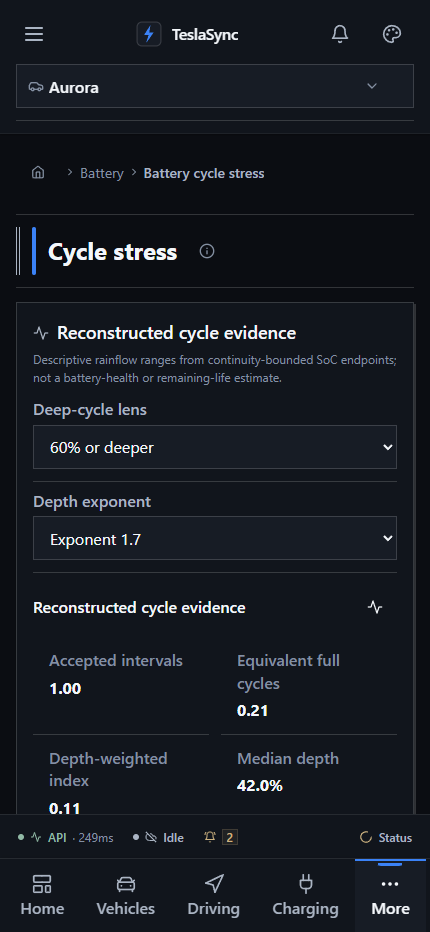 TeslaSync
Aurora
Battery
Battery cycle stress
Cycle stress
Reconstructed cycle evidence
Descriptive rainflow ranges from continuity-bounded SoC endpoints;
not a battery-health or remaining-life estimate.
Deep-cycle lens
60% or deeper
Depth exponent
Exponent 1.7
Reconstructed cycle evidence
Accepted intervals
1.00
Equivalent full
cycles
0.21
Depth-weighted
index
0.11
Median depth
42.0%
API · 249ms
Idle
2
Status
Home
Vehicles
Driving
Charging
More